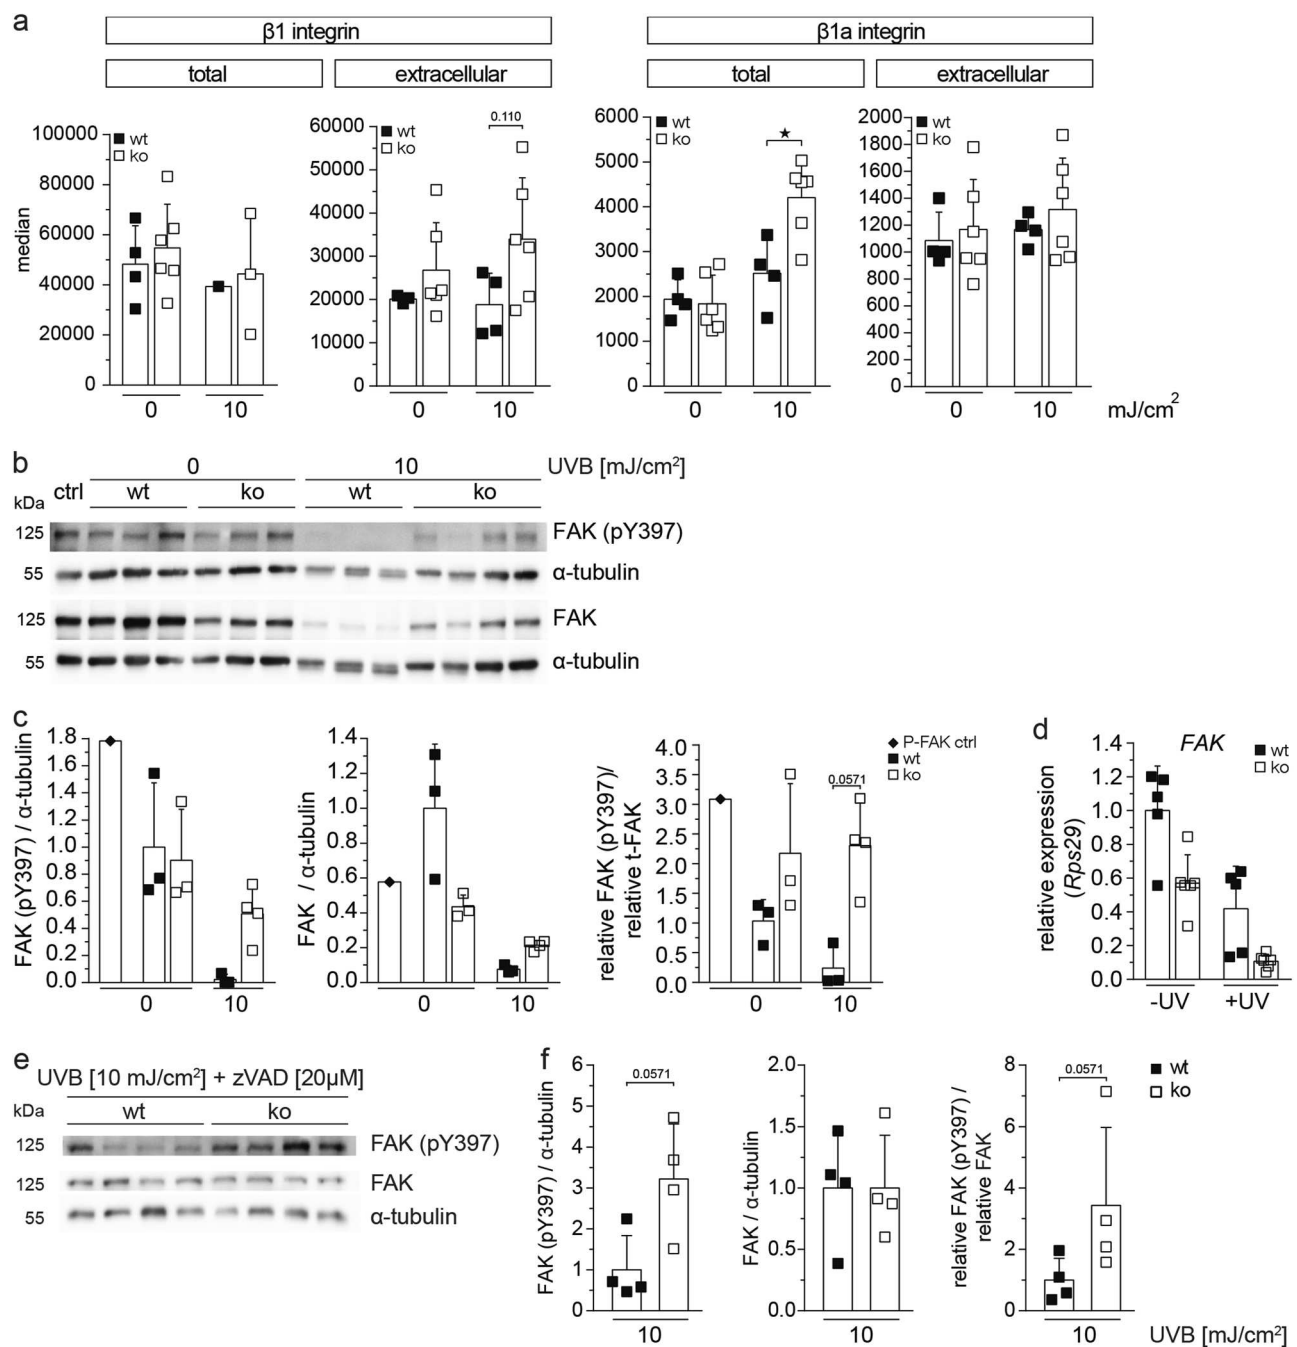 a
β1 integrin
β1a integrin
total
extracellular
total
extracellular
median
100000
80000
60000
40000
20000
0
wt
ko
0
10
60000
50000
40000
30000
20000
10000
0
wt
ko
0.110
0
10
6000
5000
4000
3000
2000
1000
0
wt
ko
★
0
10
2000
1800
1600
1400
1200
1000
800
600
400
200
0
wt
ko
0
10
mJ/cm²
b
0
10
UVB [mJ/cm²]
kDa
ctrl
wt
ko
wt
ko
125
FAK (pY397)
55
α-tubulin
125
FAK
55
α-tubulin
c
FAK (pY397) / α-tubulin
1.8
1.6
1.4
1.2
1.0
0.8
0.6
0.4
0.2
0.0
0
10
FAK / α-tubulin
1.4
1.2
1.0
0.8
0.6
0.4
0.2
0.0
0
10
relative FAK (pY397)/
relative t-FAK
4.0
3.5
3.0
2.5
2.0
1.5
1.0
0.5
0.0
P-FAK ctrl
wt
ko
0.0571
0
10
d
FAK
wt
ko
relative expression
(Rps29)
1.4
1.2
1.0
0.8
0.6
0.4
0.2
0.0
-UV
+UV
e
UVB [10 mJ/cm²] + zVAD [20µM]
kDa
wt
ko
125
FAK (pY397)
125
FAK
55
α-tubulin
f
FAK (pY397) / α-tubulin
6
5
4
3
2
1
0
0.0571
10
FAK / α-tubulin
2.0
1.5
1.0
0.5
0.0
10
relative FAK (pY397) /
relative FAK
8
6
4
2
0
0.0571
wt
ko
10
UVB [mJ/cm²]